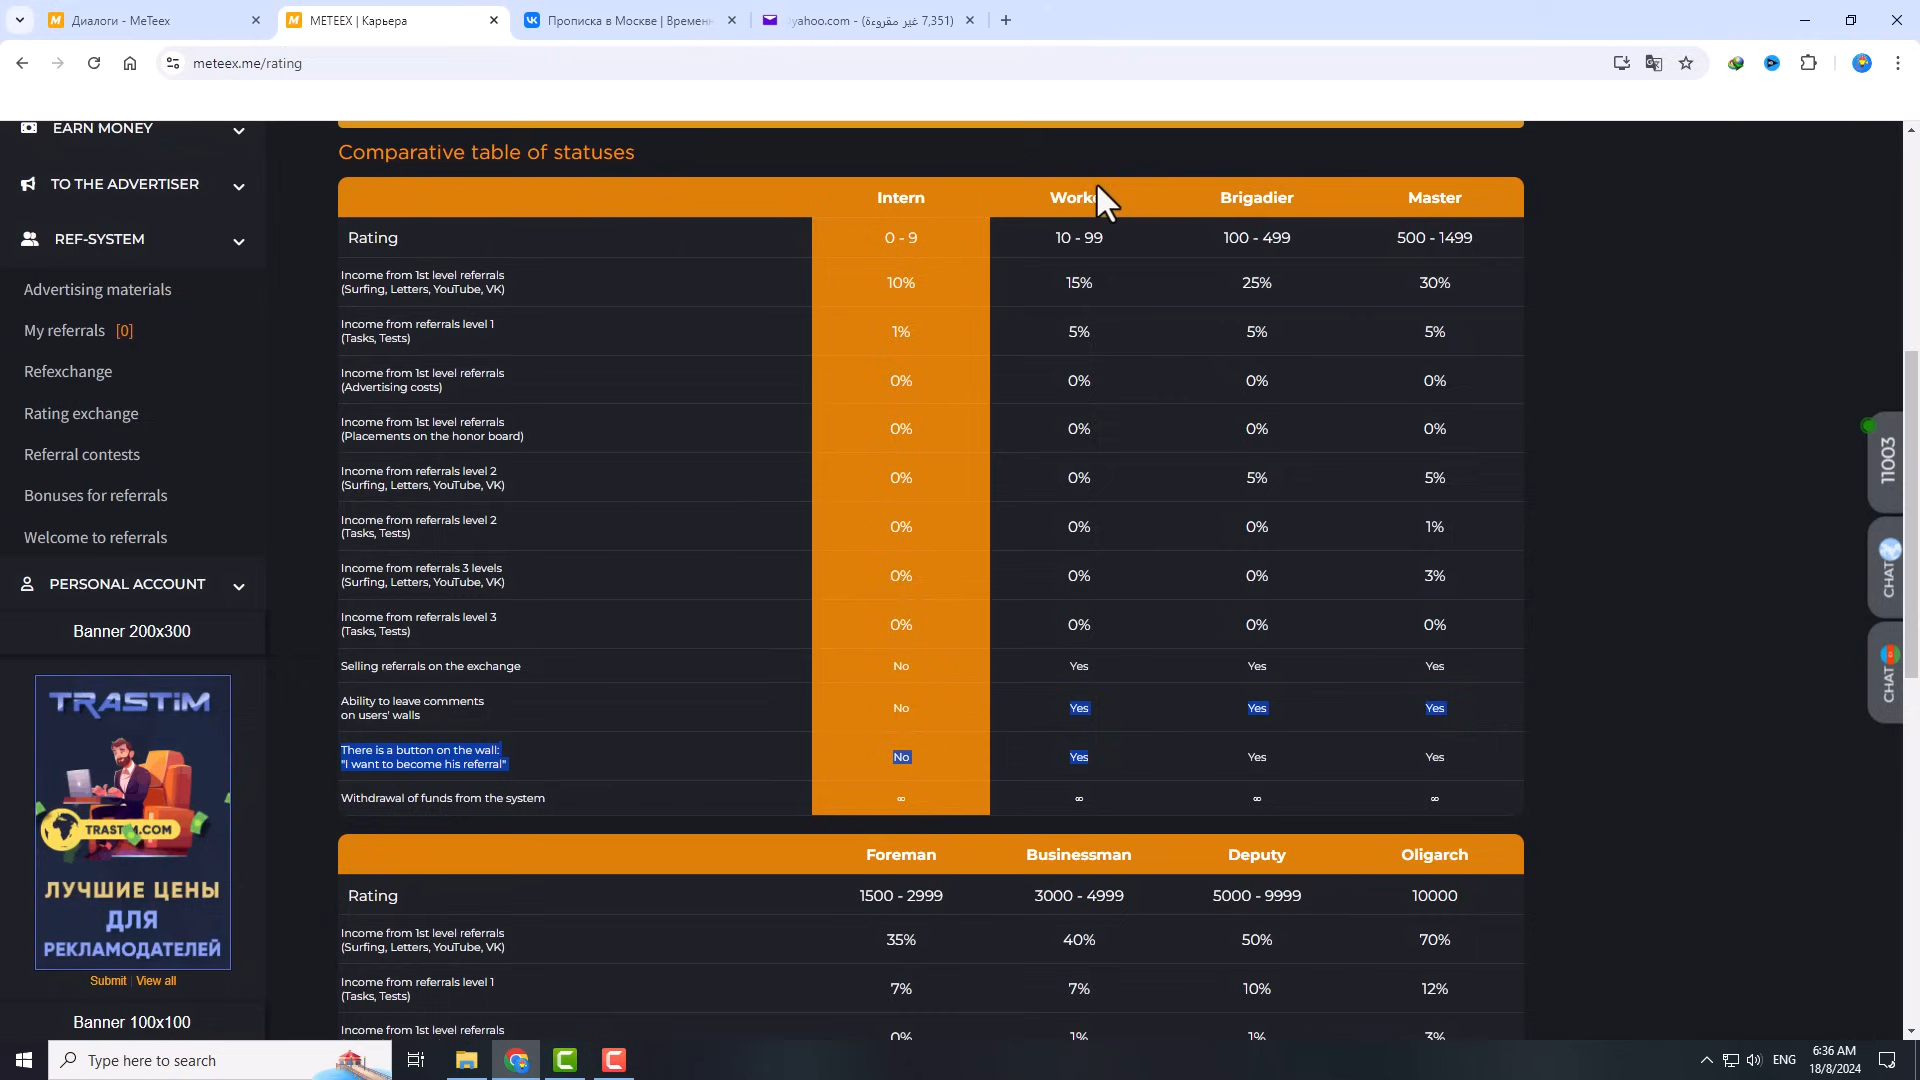 Диалоги - MeTeex
METEEX | Карьера
Прописка в Москве | Времен
yahoo.com - (7,351 غير مقروءة)
meteex.me/rating
EARN MONEY
TO THE ADVERTISER
REF-SYSTEM
Advertising materials
My referrals [0]
Refexchange
Rating exchange
Referral contests
Bonuses for referrals
Welcome to referrals
PERSONAL ACCOUNT
Banner 200x300
TRASTIM
TRASTIM.COM
ЛУЧШИЕ ЦЕНЫ
ДЛЯ
РЕКЛАМОДАТЕЛЕЙ
Submit | View all
Banner 100x100
Comparative table of statuses
Intern Work Brigadier Master
Rating 0 - 9 10 - 99 100 - 499 500 - 1499
Income from 1st level referrals
(Surfing, Letters, YouTube, VK) 10% 15% 25% 30%
Income from referrals level 1
(Tasks, Tests) 1% 5% 5% 5%
Income from 1st level referrals
(Advertising costs) 0% 0% 0% 0%
Income from 1st level referrals
(Placements on the honor board) 0% 0% 0% 0%
Income from referrals level 2
(Surfing, Letters, YouTube, VK) 0% 0% 5% 5%
Income from referrals level 2
(Tasks, Tests) 0% 0% 0% 1%
Income from referrals 3 levels
(Surfing, Letters, YouTube, VK) 0% 0% 0% 3%
Income from referrals level 3
(Tasks, Tests) 0% 0% 0% 0%
Selling referrals on the exchange No Yes Yes Yes
Ability to leave comments
on users' walls No Yes Yes Yes
There is a button on the wall:
"I want to become his referral" No Yes Yes Yes
Withdrawal of funds from the system ∞ ∞ ∞ ∞
Foreman Businessman Deputy Oligarch
Rating 1500 - 2999 3000 - 4999 5000 - 9999 10000
Income from 1st level referrals
(Surfing, Letters, YouTube, VK) 35% 40% 50% 70%
Income from referrals level 1
(Tasks, Tests) 7% 7% 10% 12%
Income from 1st level referrals
0% 1% 1% 3%
11003
CHAT
CHAT
Type here to search
ENG
6:36 AM
18/8/2024